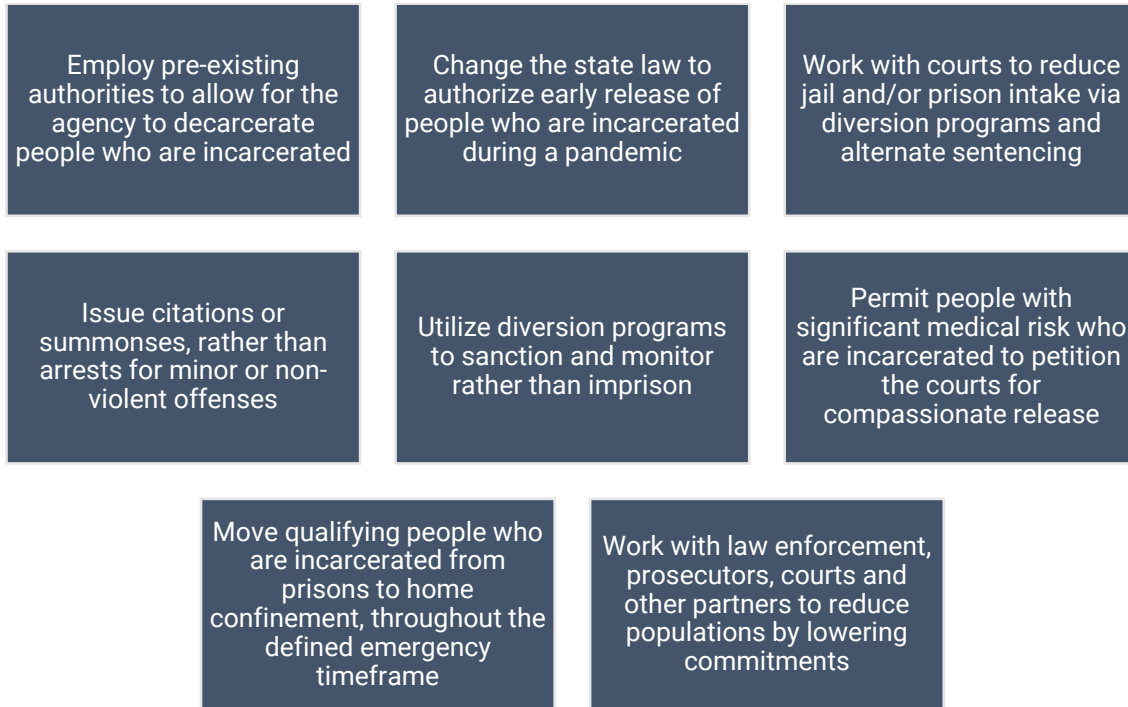 Employ pre-existing
authorities to allow for the
agency to decarcerate
people who are incarcerated
Change the state law to
authorize early release of
people who are incarcerated
during a pandemic
Work with courts to reduce
jail and/or prison intake via
diversion programs and
alternate sentencing
Issue citations or
summonses, rather than
arrests for minor or non-
violent offenses
Utilize diversion programs
to sanction and monitor
rather than imprison
Permit people with
significant medical risk who
are incarcerated to petition
the courts for
compassionate release
Move qualifying people who
are incarcerated from
prisons to home
confinement, throughout the
defined emergency
timeframe
Work with law enforcement,
prosecutors, courts and
other partners to reduce
populations by lowering
commitments